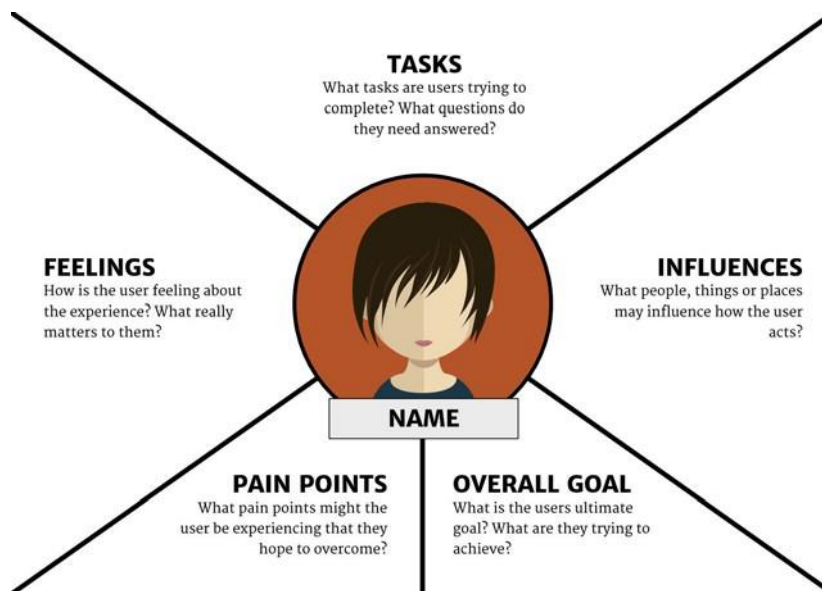 TASKS
What tasks are users trying to
complete? What questions do
they need answered?
FEELINGS
How is the user feeling about
the experience? What really
matters to them?
INFLUENCES
What people, things or places
may influence how the user
acts?
NAME
PAIN POINTS
What pain points might the
user be experiencing that they
hope to overcome?
OVERALL GOAL
What is the users ultimate
goal? What are they trying to
achieve?